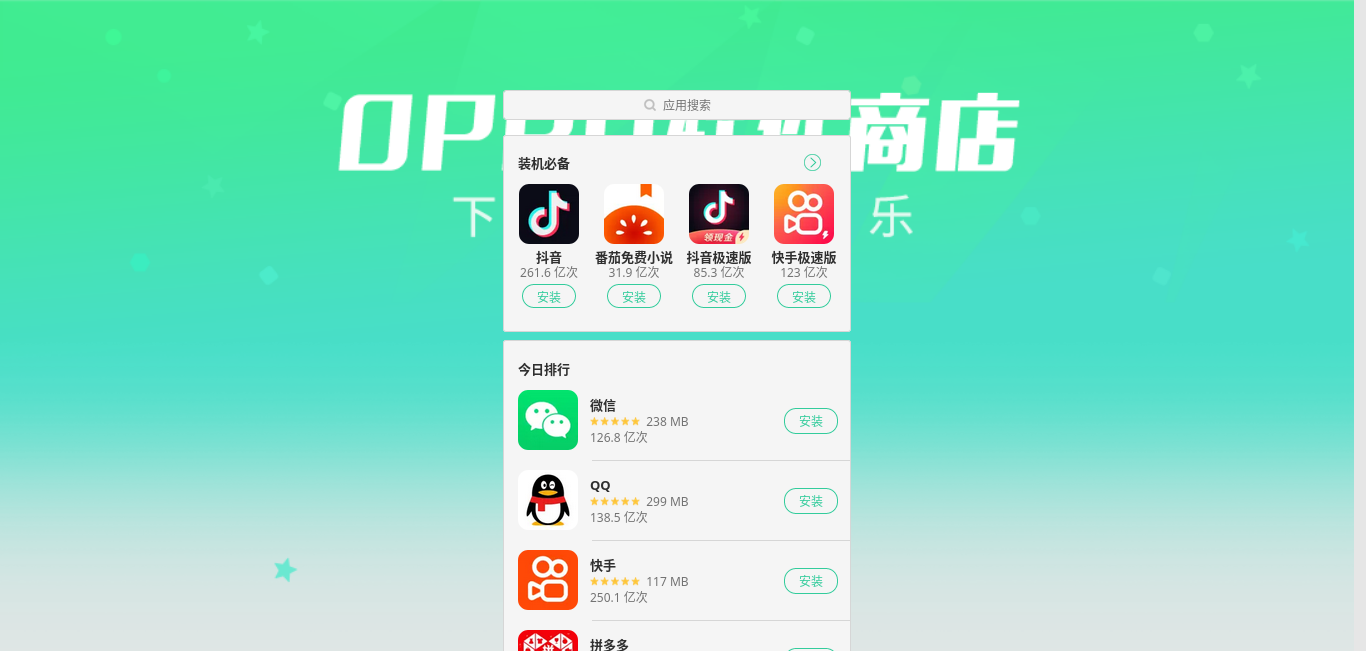 应用搜索
商店
下
乐
装机必备
领现金
抖音
番茄免费小说
抖音极速版
快手极速版
261.6 亿次
31.9 亿次
85.3 亿次
123 亿次
安装
安装
安装
安装
今日排行
微信
238 MB
126.8 亿次
安装
QQ
299 MB
138.5 亿次
安装
快手
117 MB
250.1 亿次
安装
拼多多